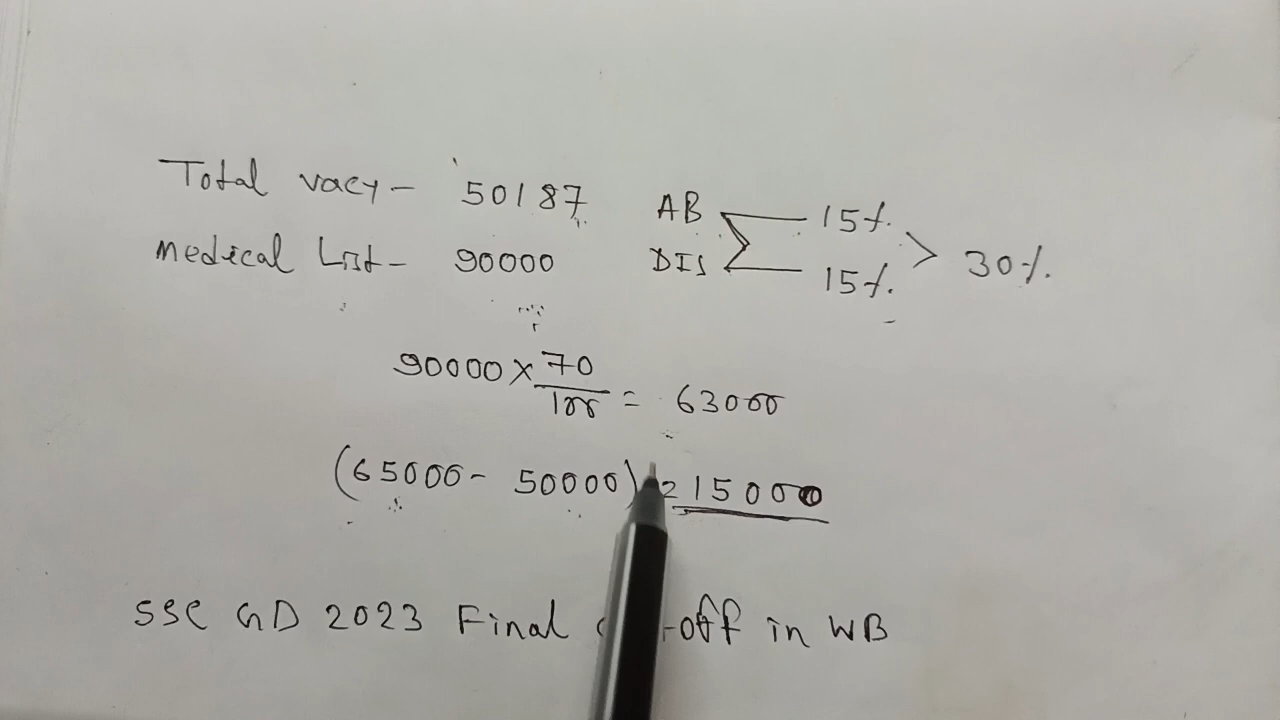 Total vacy - 50187 AB 15%
medical List - 90000 DIS 15% > 30%
90000 × 70/100 = 63000
(65000 - 50000) = 15000
SSC GD 2023 Final -off in WB